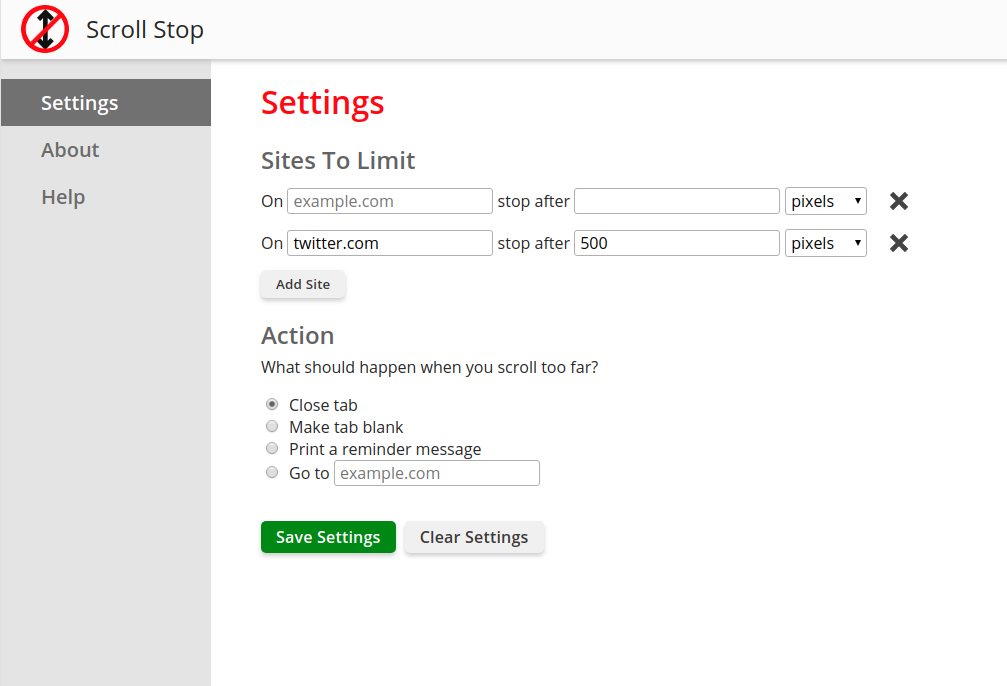 Scroll Stop
Settings
About
Help
Settings
Sites To Limit
On example.com stop after pixels
On twitter.com stop after 500 pixels
Add Site
Action
What should happen when you scroll too far?
Close tab
Make tab blank
Print a reminder message
Go to example.com
Save Settings Clear Settings